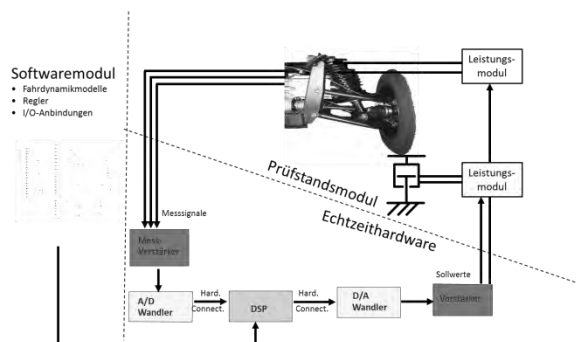 Softwaremodul
• Fahrdynamikmodelle
• Regler
• I/O-Anbindungen
Leistungs-
modul
Prüfstandsmodul
Leistungs-
modul
Echtzeithardware
Messsignale
Mess-
Verstärker
Sollwerte
A/D
Wandler
Hard.
Connect.
DSP
Hard.
Connect.
D/A
Wandler
Verstärker